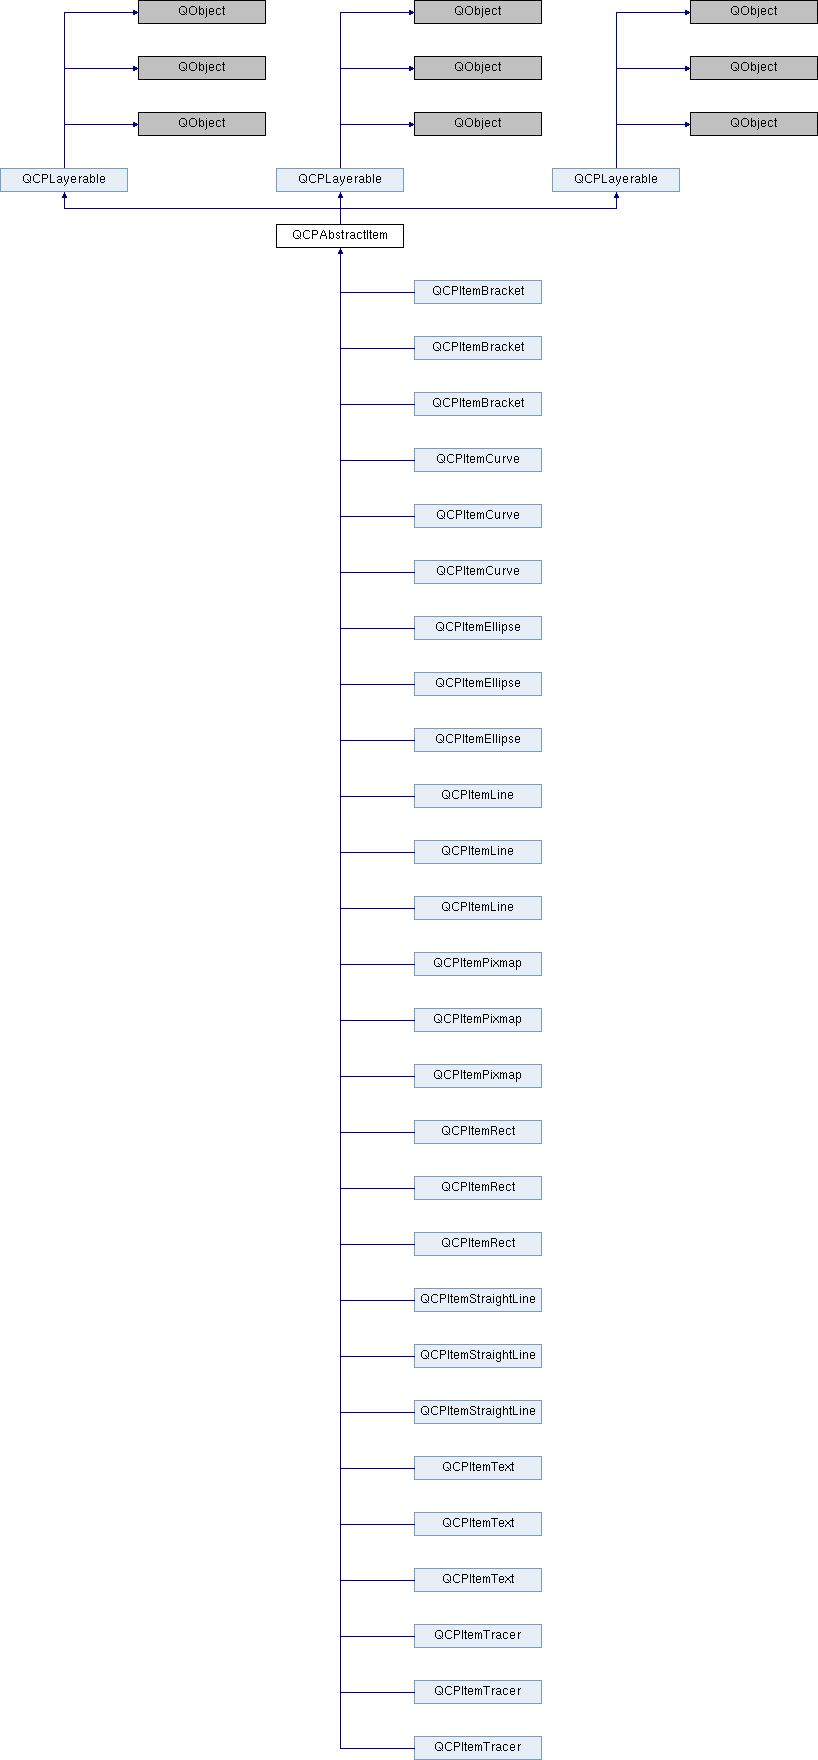 QObject QObject QObject
QObject QObject QObject
QObject QObject QObject
QCPLayerable QCPLayerable QCPLayerable
QCPAbstractItem
QCPItemBracket
QCPItemBracket
QCPItemBracket
QCPItemCurve
QCPItemCurve
QCPItemCurve
QCPItemEllipse
QCPItemEllipse
QCPItemEllipse
QCPItemLine
QCPItemLine
QCPItemLine
QCPItemPixmap
QCPItemPixmap
QCPItemPixmap
QCPItemRect
QCPItemRect
QCPItemRect
QCPItemStraightLine
QCPItemStraightLine
QCPItemStraightLine
QCPItemText
QCPItemText
QCPItemText
QCPItemTracer
QCPItemTracer
QCPItemTracer